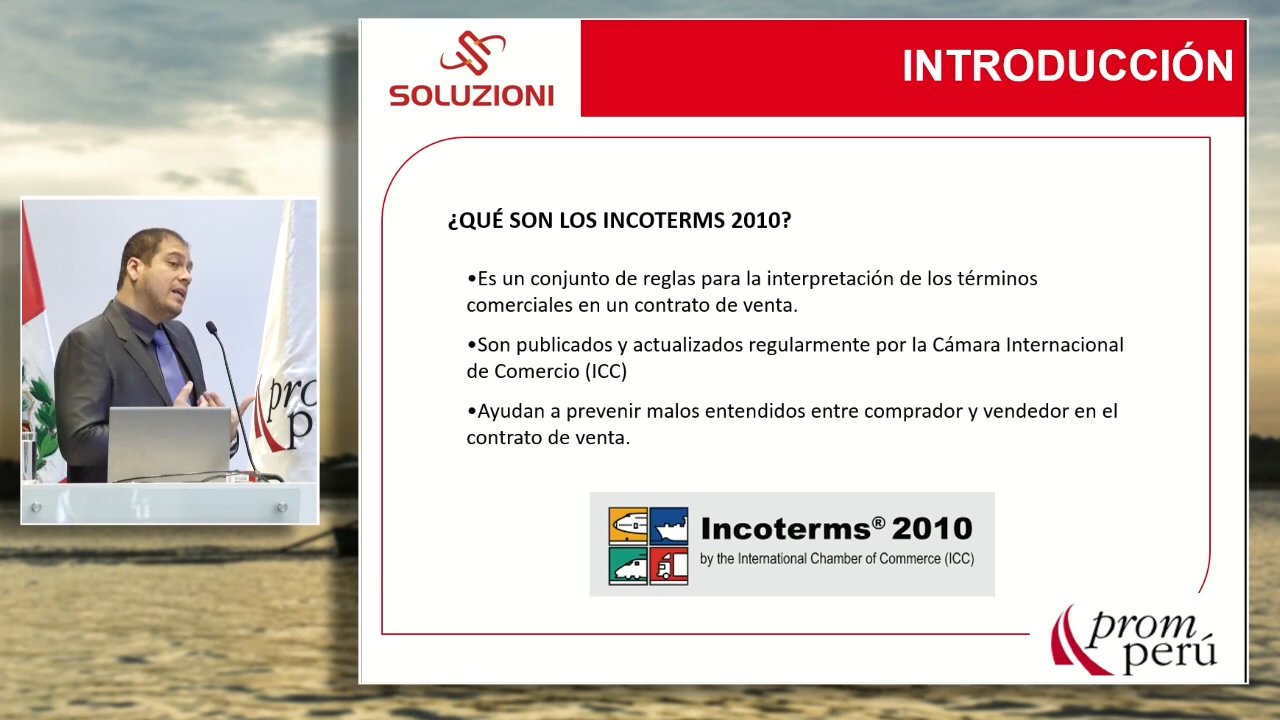 SOLUZIONI
INTRODUCCIÓN
¿QUÉ SON LOS INCOTERMS 2010?
•Es un conjunto de reglas para la interpretación de los términos
comerciales en un contrato de venta.
•Son publicados y actualizados regularmente por la Cámara Internacional
de Comercio (ICC)
•Ayudan a prevenir malos entendidos entre comprador y vendedor en el
contrato de venta.
Incoterms® 2010
by the International Chamber of Commerce (ICC)
prom
perú
pro
p